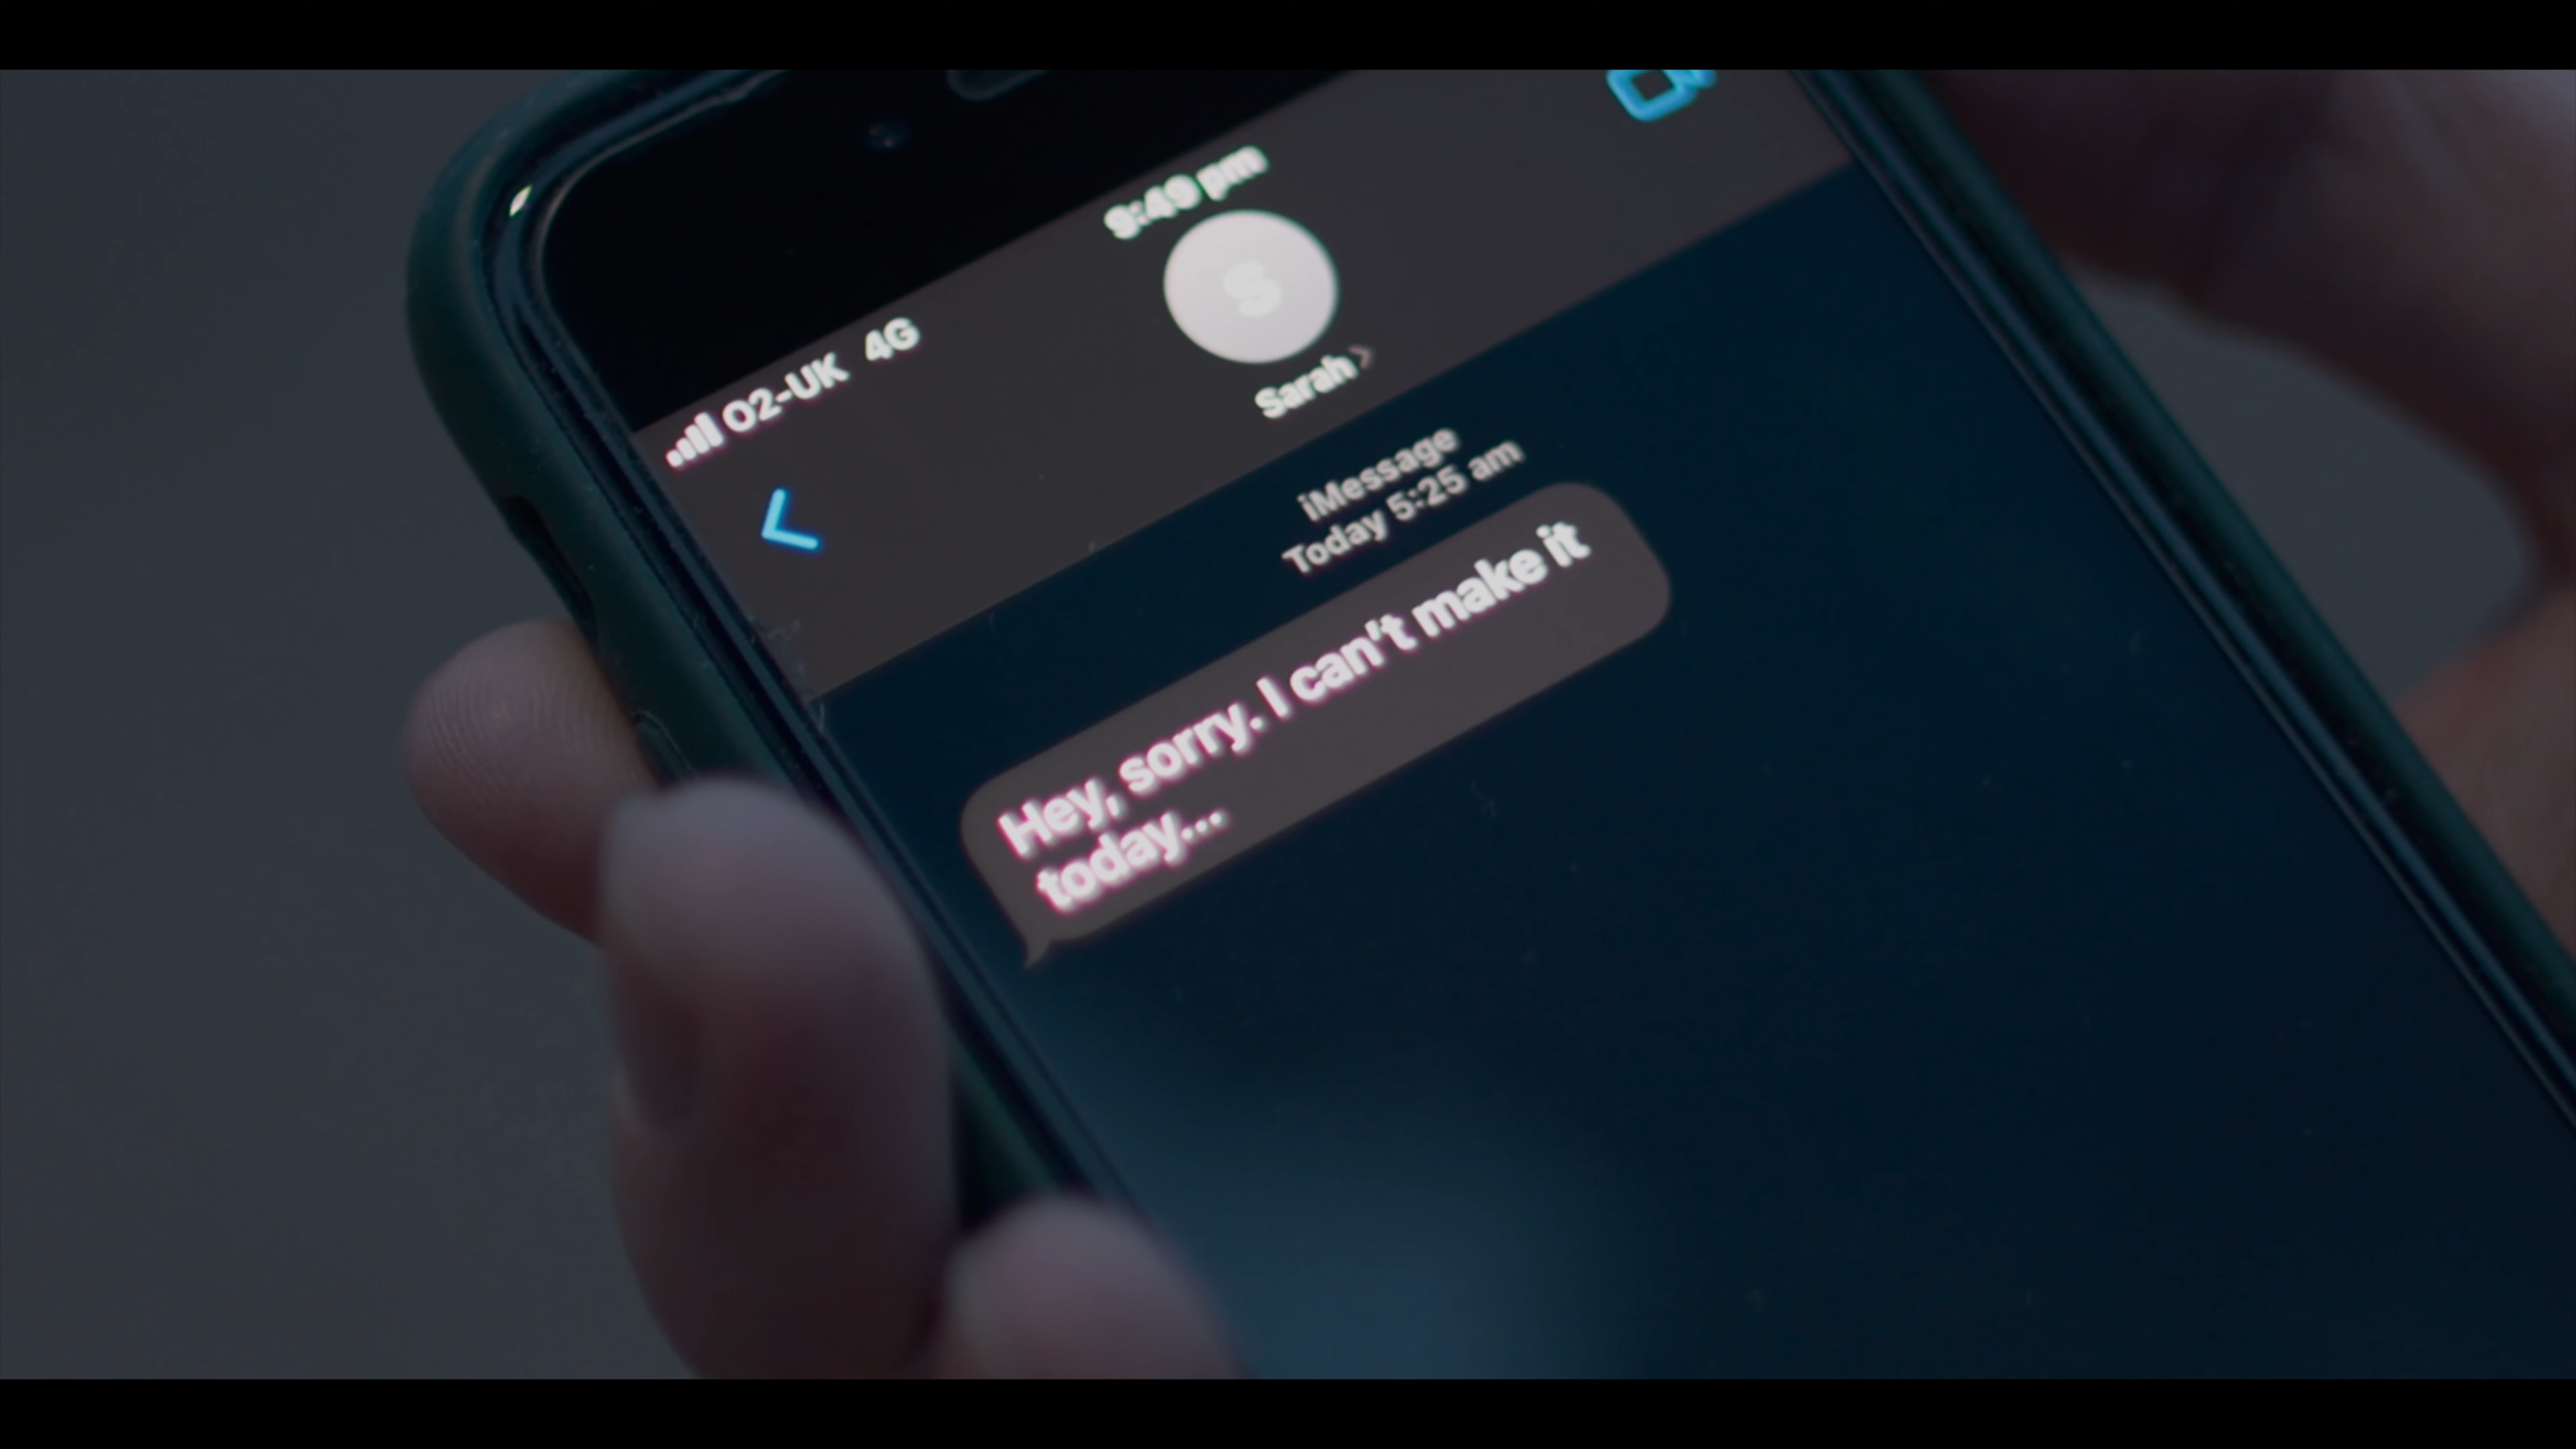 9:49 pm
O2-UK 4G
S
Sarah
iMessage
Today 5:25 am
Hey, sorry. I can't make it
today...